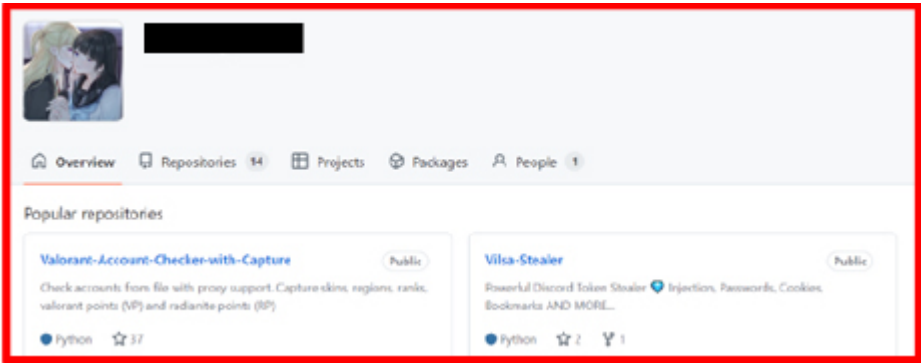 Overview Repositories 14 Projects Packages People 1
Popular repositories
Valorant-Account-Checker-with-Capture Public
Check accounts from file with proxy support. Capture skins, regions, ranks,
valorant points (VP) and radianite points (RP)
Python 37
Vilsa-Stealer Public
Powerful Discord Token Stealer 💎 Injection, Passwords, Cookies,
Bookmarks AND MORE...
Python 2 1